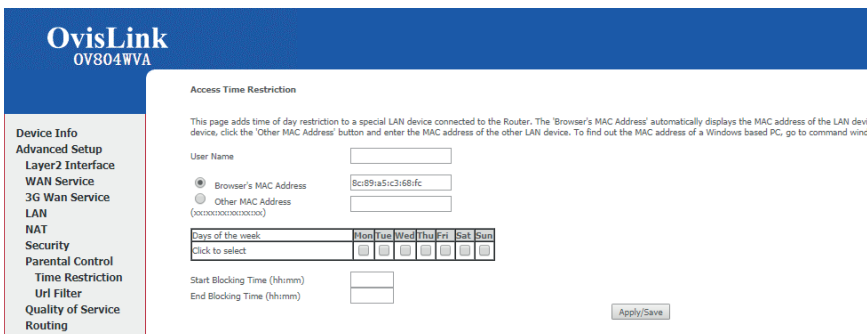 OvisLink
OV804WVA
Access Time Restriction
This page adds time of day restriction to a special LAN device connected to the Router. The 'Browser's MAC Address' automatically displays the MAC address of the LAN devi
device, click the 'Other MAC Address' button and enter the MAC address of the other LAN device. To find out the MAC address of a Windows based PC, go to command wind
Device Info
Advanced Setup
Layer2 Interface
WAN Service
3G Wan Service
LAN
NAT
Security
Parental Control
Time Restriction
Url Filter
Quality of Service
Routing
User Name
Browser's MAC Address 8c:89:a5:c3:68:fc
Other MAC Address
(xx:xx:xx:xx:xx:xx)
Days of the week Mon Tue Wed Thu Fri Sat Sun
Click to select
Start Blocking Time (hh:mm)
End Blocking Time (hh:mm)
Apply/Save